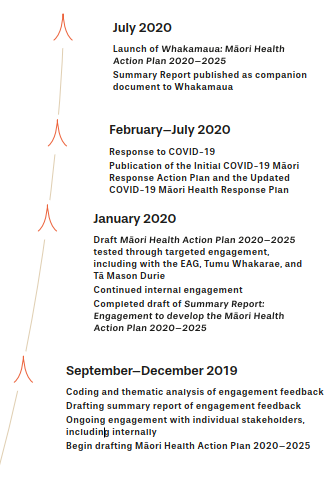 July 2020
Launch of Whakamaua: Māori Health
Action Plan 2020–2025
Summary Report published as companion
document to Whakamaua
February–July 2020
Response to COVID-19
Publication of the Initial COVID-19 Māori
Response Action Plan and the Updated
COVID-19 Māori Health Response Plan
January 2020
Draft Māori Health Action Plan 2020–2025
tested through targeted engagement,
including with the EAG, Tumu Whakarae, and
Tā Mason Durie
Continued internal engagement
Completed draft of Summary Report:
Engagement to develop the Māori Health
Action Plan 2020–2025
September–December 2019
Coding and thematic analysis of engagement feedback
Drafting summary report of engagement feedback
Ongoing engagement with individual stakeholders,
including internally
Begin drafting Māori Health Action Plan 2020–2025